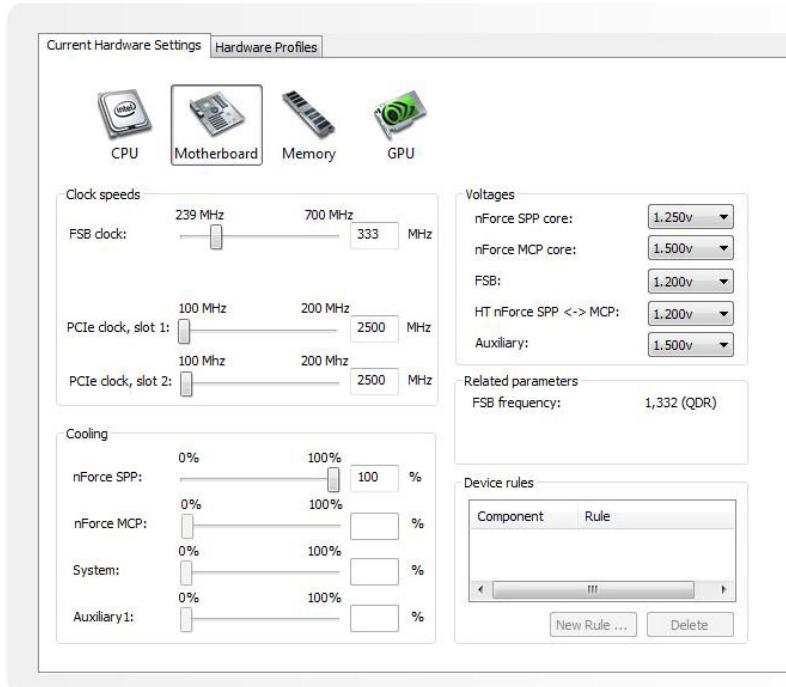 Current Hardware Settings
Hardware Profiles
intel
CPU
Motherboard
Memory
GPU
Clock speeds
239 MHz 700 MHz
FSB clock: 333 MHz
100 MHz 200 MHz
PCIe clock, slot 1: 2500 MHz
100 Mhz 200 Mhz
PCIe clock, slot 2: 2500 MHz
Cooling
0% 100%
nForce SPP: 100 %
0% 100%
nForce MCP: %
0% 100%
System: %
0% 100%
Auxiliary1: %
Voltages
nForce SPP core: 1.250v
nForce MCP core: 1.500v
FSB: 1.200v
HT nForce SPP <-> MCP: 1.200v
Auxiliary: 1.500v
Related parameters
FSB frequency: 1,332 (QDR)
Device rules
Component Rule
New Rule ... Delete